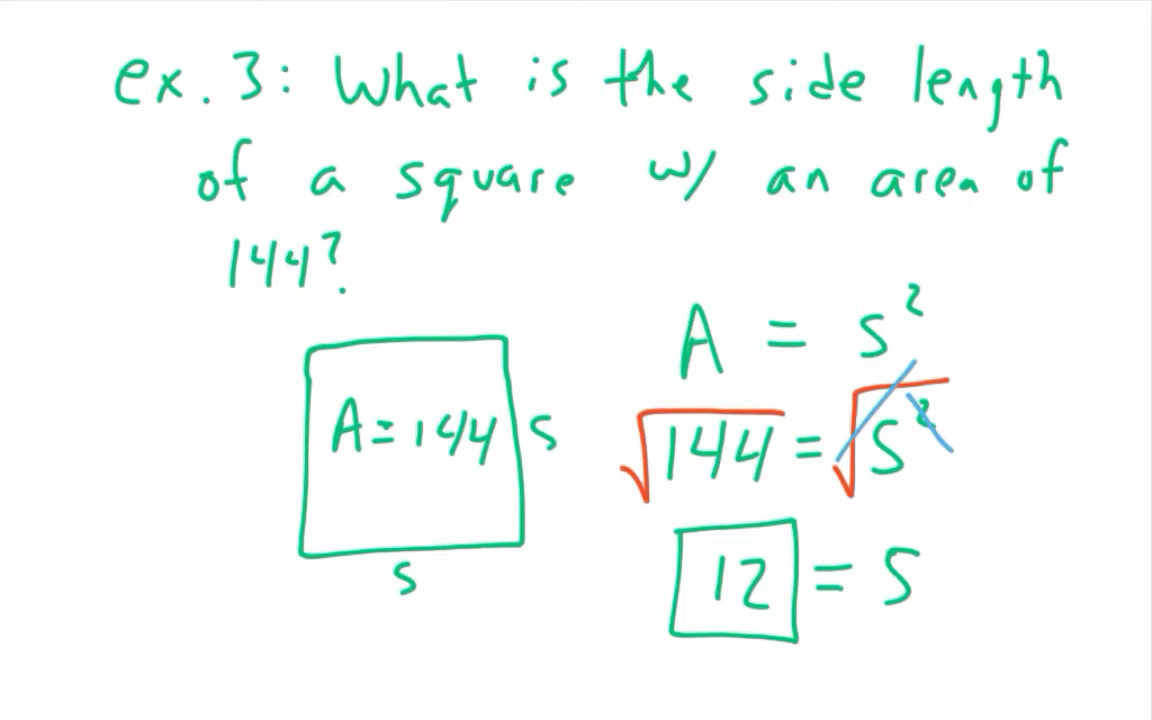 ex. 3: What is the side length
of a square w/ an area of
144?
A = s²
A = 144 s
√144 = √s²
12 = s
s